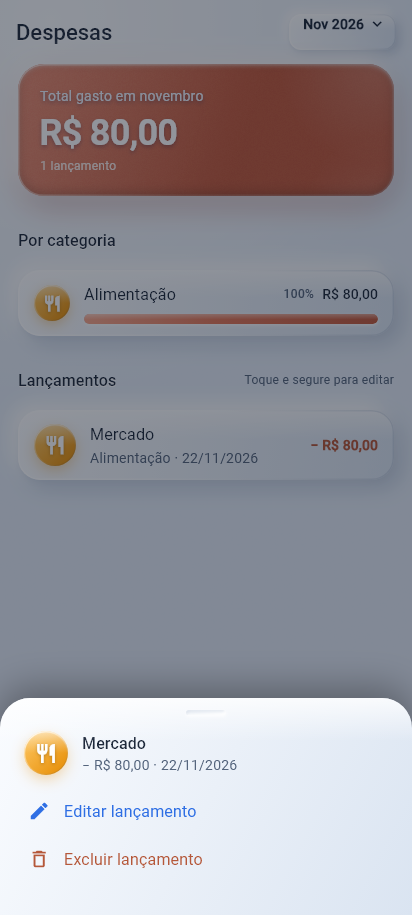 Despesas
Nov 2026
Total gasto em novembro
R$ 80,00
1 lançamento
Por categoria
Alimentação 100% R$ 80,00
Lançamentos Toque e segure para editar
Mercado
Alimentação · 22/11/2026
− R$ 80,00
Mercado
− R$ 80,00 · 22/11/2026
Editar lançamento
Excluir lançamento